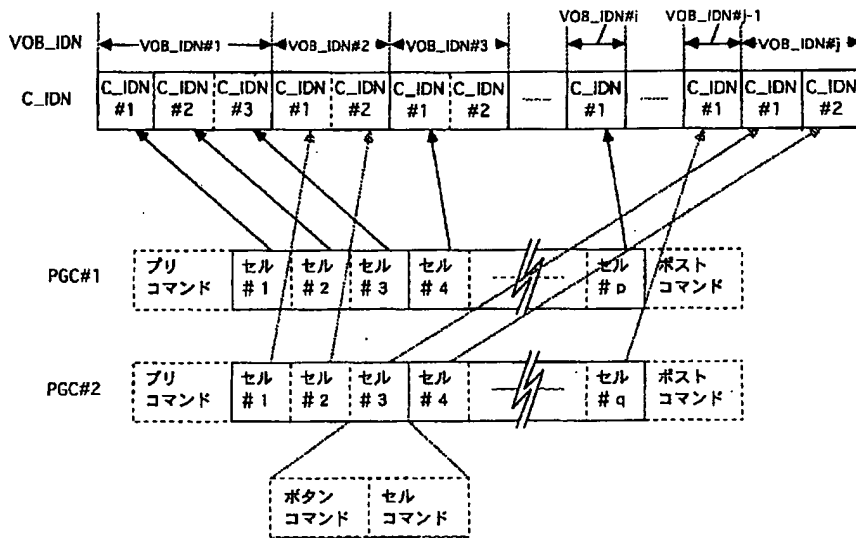 VOB_IDN
VOB_IDN#1
VOB_IDN#2
VOB_IDN#3
VOB_IDN#i
VOB_IDN#j-1
VOB_IDN#j
C_IDN
C_IDN #1
C_IDN #2
C_IDN #3
C_IDN #1
C_IDN #2
C_IDN #1
C_IDN #2
C_IDN #1
C_IDN #1
C_IDN #1
C_IDN #2
PGC#1
プリ
コマンド
セル #1
セル #2
セル #3
セル #4
セル #p
ポスト
コマンド
PGC#2
プリ
コマンド
セル #1
セル #2
セル #3
セル #4
セル #q
ポスト
コマンド
ボタン
コマンド
セル
コマンド